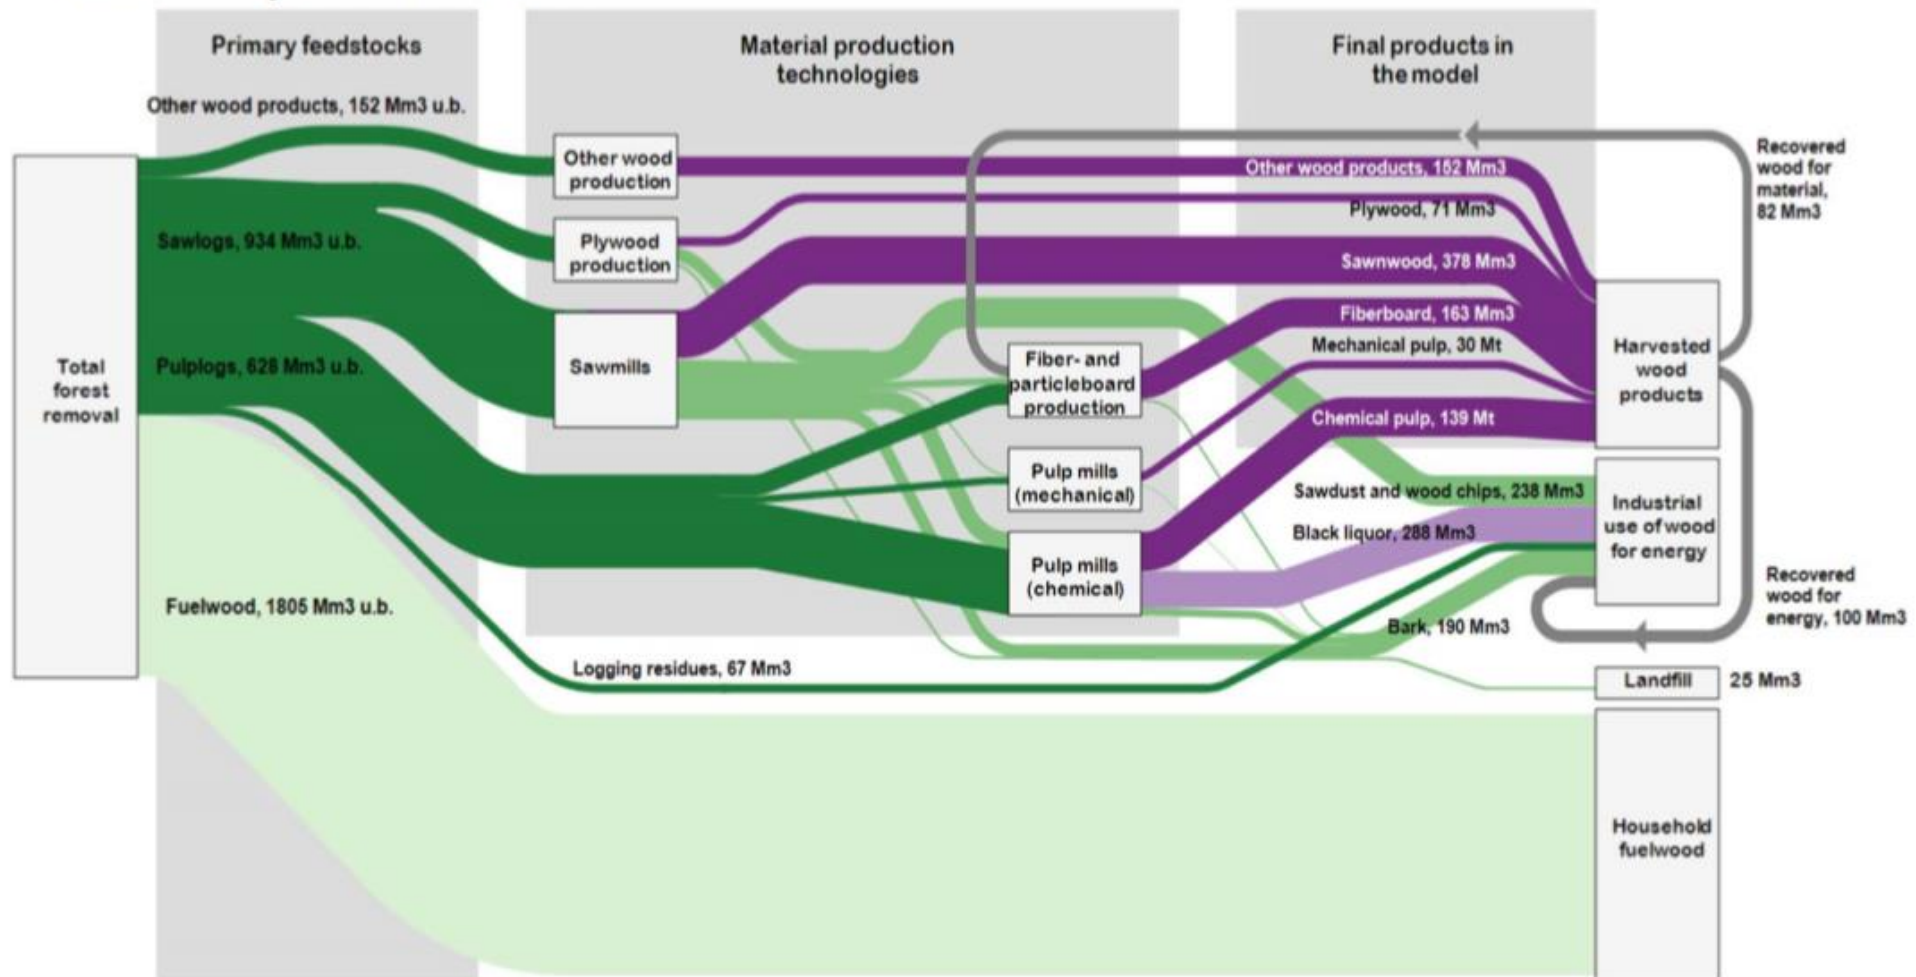 Primary feedstocks
Material production
technologies
Final products in
the model
Other wood products, 152 Mm3 u.b.
Sawlogs, 934 Mm3 u.b.
Pulplogs, 628 Mm3 u.b.
Fuelwood, 1805 Mm3 u.b.
Total
forest
removal
Other wood
production
Plywood
production
Sawmills
Fiber- and
particleboard
production
Pulp mills
(mechanical)
Pulp mills
(chemical)
Logging residues, 67 Mm3
Other wood products, 152 Mm3
Plywood, 71 Mm3
Sawnwood, 378 Mm3
Fiberboard, 163 Mm3
Mechanical pulp, 30 Mt
Chemical pulp, 139 Mt
Sawdust and wood chips, 238 Mm3
Black liquor, 288 Mm3
Bark, 190 Mm3
Harvested
wood
products
Industrial
use of wood
for energy
Landfill
25 Mm3
Household
fuelwood
Recovered
wood for
material,
82 Mm3
Recovered
wood for
energy, 100 Mm3